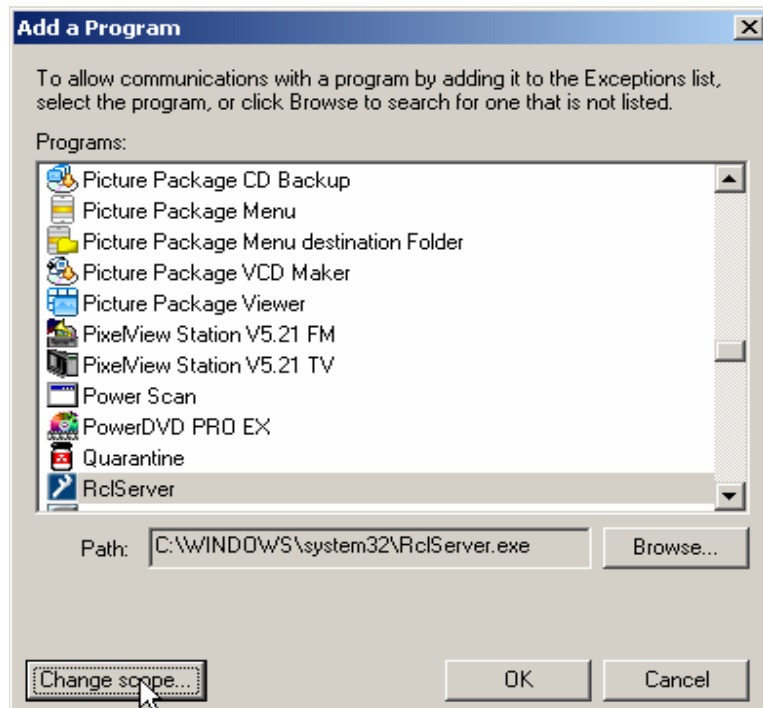 Add a Program
To allow communications with a program by adding it to the Exceptions list,
select the program, or click Browse to search for one that is not listed.
Programs:
Picture Package CD Backup
Picture Package Menu
Picture Package Menu destination Folder
Picture Package VCD Maker
Picture Package Viewer
PixelView Station V5.21 FM
PixelView Station V5.21 TV
Power Scan
PowerDVD PRO EX
Quarantine
RclServer
Path: C:\WINDOWS\system32\RclServer.exe Browse...
Change scope... OK Cancel